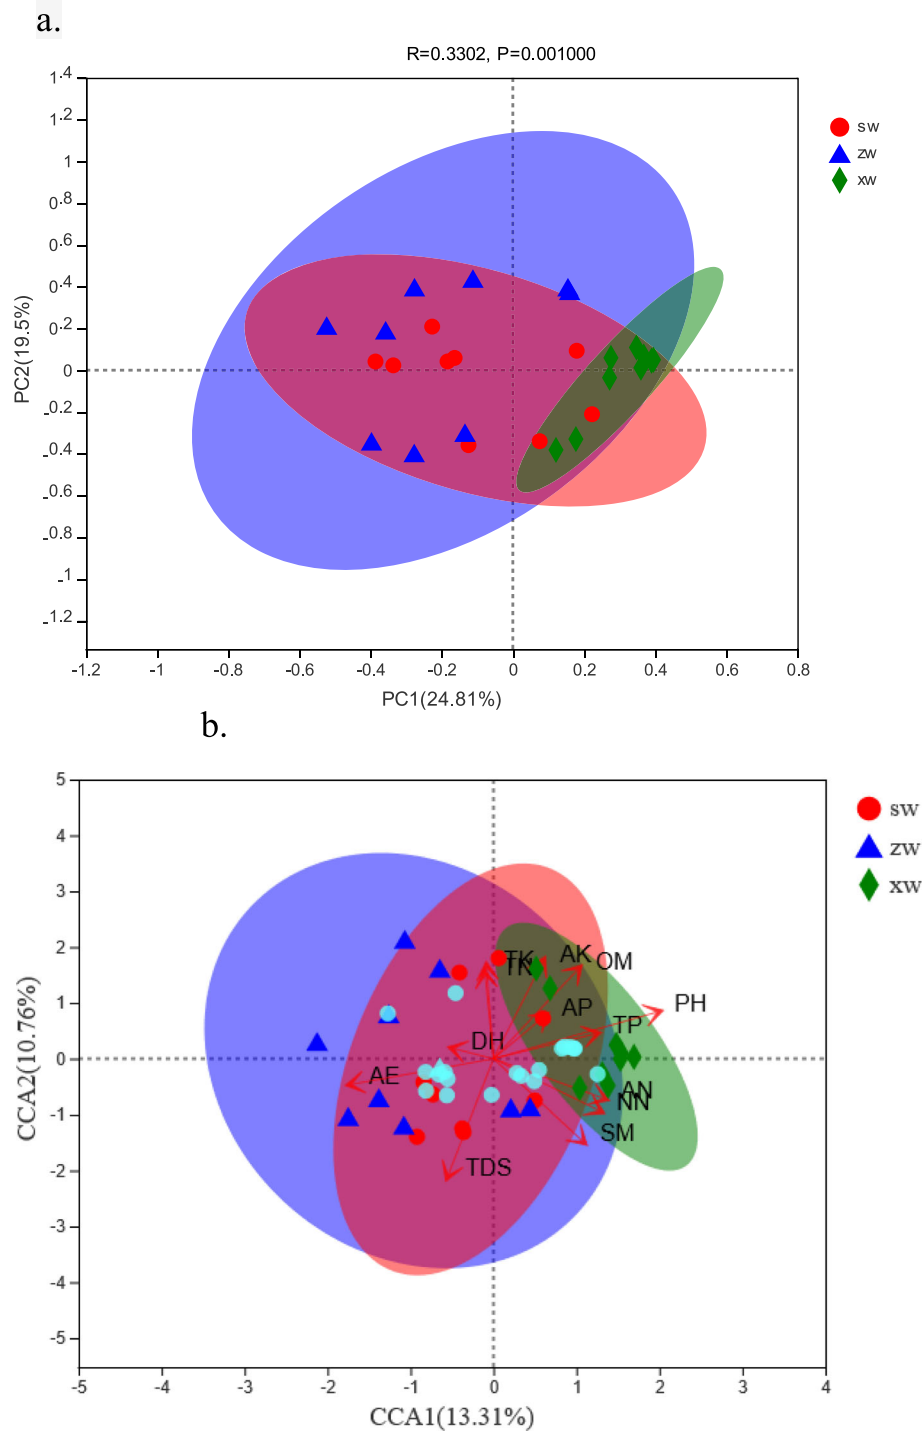 a.
R=0.3302, P=0.001000
1.4
1.2
1
0.8
0.6
0.4
0.2
0
-0.2
-0.4
-0.6
-0.8
-1
-1.2
PC2(19.5%)
-1.2 -1 -0.8 -0.6 -0.4 -0.2 0 0.2 0.4 0.6 0.8
PC1(24.81%)
sw
zw
xw
b.
5
4
3
2
1
0
-1
-2
-3
-4
-5
CCA2(10.76%)
TK
AK
OM
PH
AP
TP
DH
AE
AN
NN
SM
TDS
-5 -4 -3 -2 -1 0 1 2 3 4
CCA1(13.31%)
sw
zw
xw